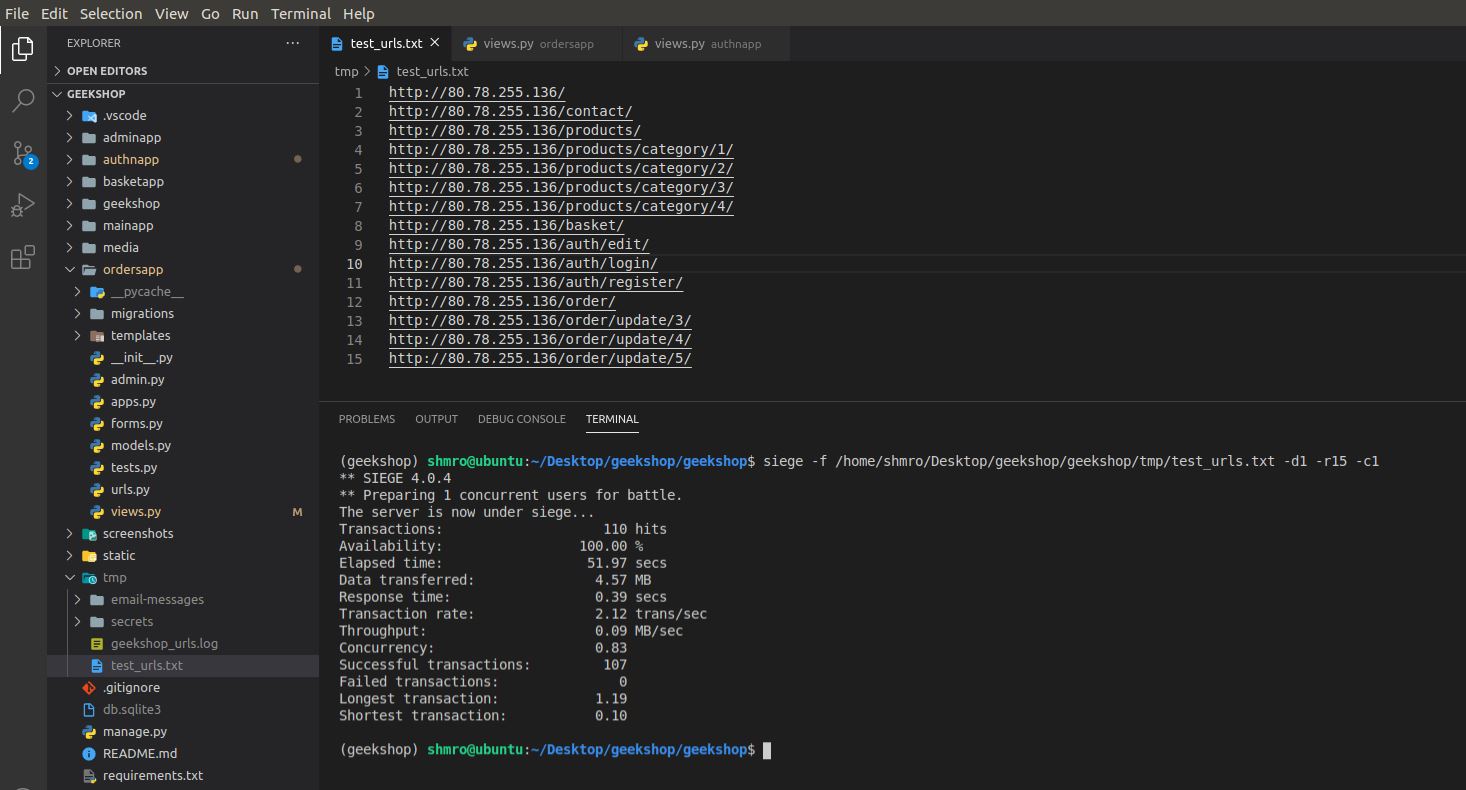 File Edit Selection View Go Run Terminal Help
EXPLORER ···
OPEN EDITORS
GEEKSHOP
.vscode
adminapp
authnapp
basketapp
geekshop
mainapp
media
ordersapp
__pycache__
migrations
templates
__init__.py
admin.py
apps.py
forms.py
models.py
tests.py
urls.py
views.py M
screenshots
static
tmp
email-messages
secrets
geekshop_urls.log
test_urls.txt
.gitignore
db.sqlite3
manage.py
README.md
requirements.txt
2
test_urls.txt views.py ordersapp views.py authnapp
tmp > test_urls.txt
1 http://80.78.255.136/
2 http://80.78.255.136/contact/
3 http://80.78.255.136/products/
4 http://80.78.255.136/products/category/1/
5 http://80.78.255.136/products/category/2/
6 http://80.78.255.136/products/category/3/
7 http://80.78.255.136/products/category/4/
8 http://80.78.255.136/basket/
9 http://80.78.255.136/auth/edit/
10 http://80.78.255.136/auth/login/
11 http://80.78.255.136/auth/register/
12 http://80.78.255.136/order/
13 http://80.78.255.136/order/update/3/
14 http://80.78.255.136/order/update/4/
15 http://80.78.255.136/order/update/5/
PROBLEMS OUTPUT DEBUG CONSOLE TERMINAL
(geekshop) shmro@ubuntu:~/Desktop/geekshop/geekshop$ siege -f /home/shmro/Desktop/geekshop/geekshop/tmp/test_urls.txt -d1 -r15 -c1
** SIEGE 4.0.4
** Preparing 1 concurrent users for battle.
The server is now under siege...
Transactions: 110 hits
Availability: 100.00 %
Elapsed time: 51.97 secs
Data transferred: 4.57 MB
Response time: 0.39 secs
Transaction rate: 2.12 trans/sec
Throughput: 0.09 MB/sec
Concurrency: 0.83
Successful transactions: 107
Failed transactions: 0
Longest transaction: 1.19
Shortest transaction: 0.10
(geekshop) shmro@ubuntu:~/Desktop/geekshop/geekshop$